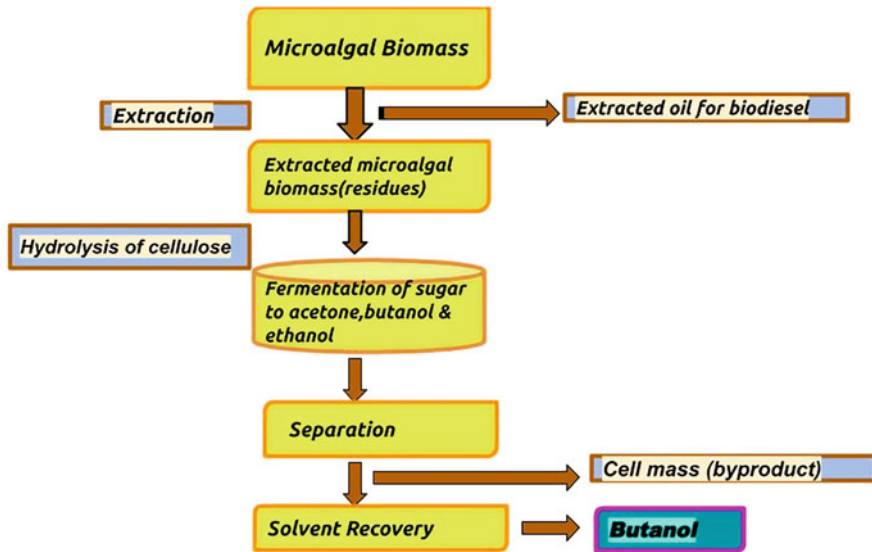 Microalgal Biomass
Extraction
Extracted oil for biodiesel
Extracted microalgal
biomass(residues)
Hydrolysis of cellulose
Fermentation of sugar
to acetone,butanol &
ethanol
Separation
Cell mass (byproduct)
Solvent Recovery
Butanol